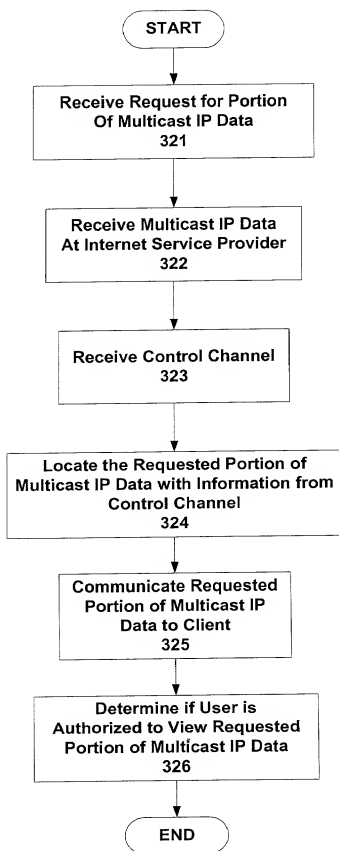 START
Receive Request for Portion
Of Multicast IP Data
321
Receive Multicast IP Data
At Internet Service Provider
322
Receive Control Channel
323
Locate the Requested Portion of
Multicast IP Data with Information from
Control Channel
324
Communicate Requested
Portion of Multicast IP
Data to Client
325
Determine if User is
Authorized to View Requested
Portion of Multicast IP Data
326
END